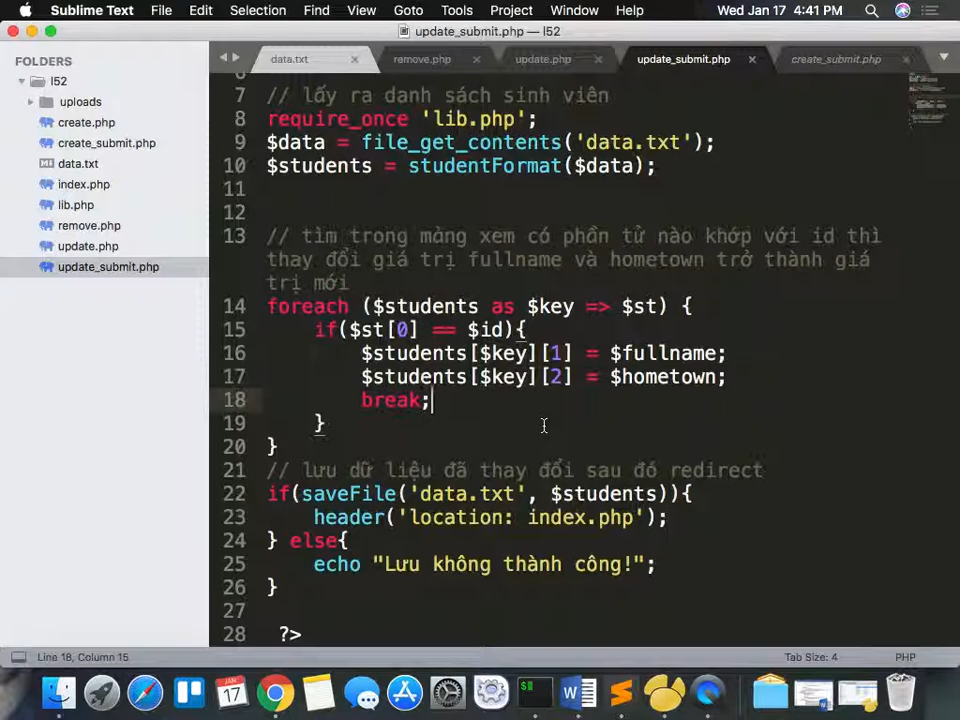 Sublime Text File Edit Selection Find View Goto Tools Project Window Help Wed Jan 17 4:41 PM
update_submit.php — l52
FOLDERS
l52
uploads
create.php
create_submit.php
data.txt
index.php
lib.php
remove.php
update.php
update_submit.php
data.txt × remove.php × update.php × update_submit.php × create_submit.php ×
7 // lấy ra danh sách sinh viên
8 require_once 'lib.php';
9 $data = file_get_contents('data.txt');
10 $students = studentFormat($data);
11
12
13 // tìm trong mảng xem có phần tử nào khớp với id thì
thay đổi giá trị fullname và hometown trở thành giá
trị mới
14 foreach ($students as $key => $st) {
15 if($st[0] == $id){
16 $students[$key][1] = $fullname;
17 $students[$key][2] = $hometown;
18 break;
19 }
20 }
21 // lưu dữ liệu đã thay đổi sau đó redirect
22 if(saveFile('data.txt', $students)){
23 header('location: index.php');
24 } else{
25 echo "Lưu không thành công!";
26 }
27
28 ?>
Line 18, Column 15 Tab Size: 4 PHP
JAN
17